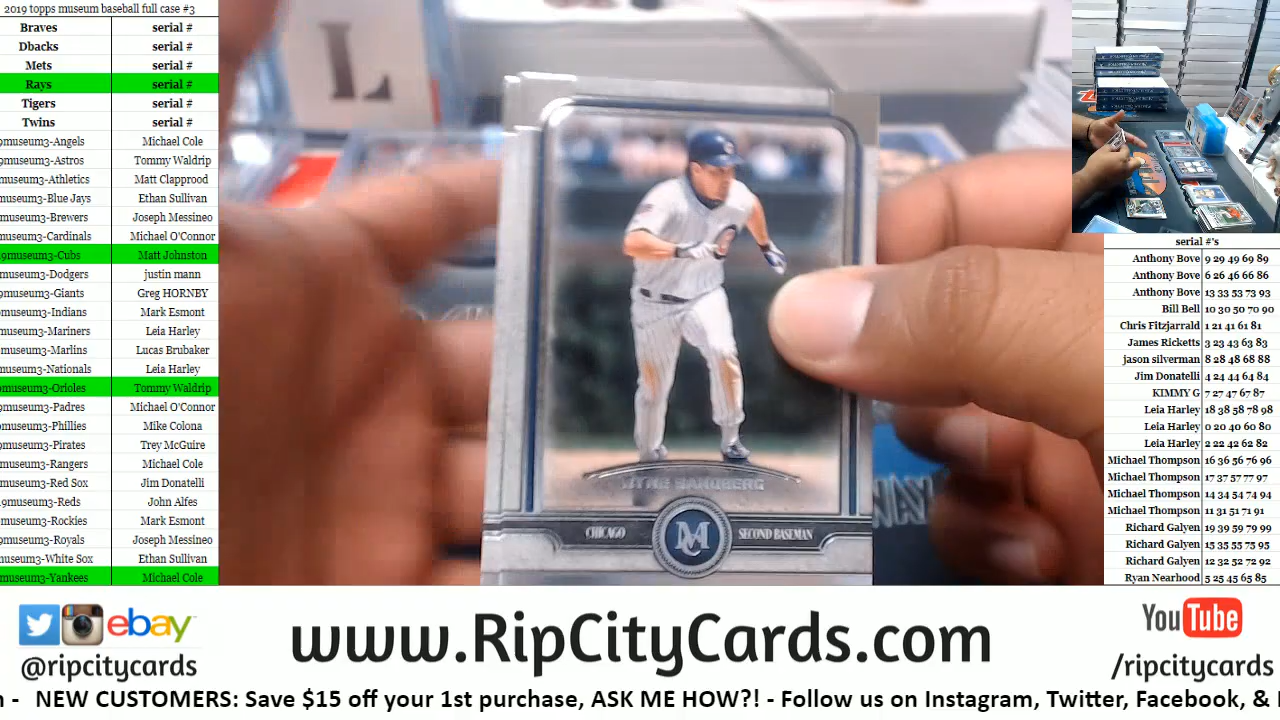 2019 topps museum baseball full case #3
Braves serial #
Dbacks serial #
Mets serial #
Rays serial #
Tigers serial #
Twins serial #
9museum3-Angels Michael Cole
9museum3-Astros Tommy Waldrip
museum3-Athletics Matt Clapprood
museum3-Blue Jays Ethan Sullivan
museum3-Brewers Joseph Messineo
museum3-Cardinals Michael O'Connor
9museum3-Cubs Matt Johnston
museum3-Dodgers justin mann
museum3-Giants Greg HORNBY
museum3-Indians Mark Esmont
museum3-Mariners Leia Harley
museum3-Marlins Lucas Brubaker
museum3-Nationals Leia Harley
museum3-Orioles Tommy Waldrip
museum3-Padres Michael O'Connor
museum3-Phillies Mike Colona
museum3-Pirates Trey McGuire
museum3-Rangers Michael Cole
museum3-Red Sox Jim Donatelli
19museum3-Reds John Alfes
museum3-Rockies Mark Esmont
museum3-Royals Joseph Messineo
museum3-White Sox Ethan Sullivan
museum3-Yankees Michael Cole
RYNE SANDBERG
CHICAGO MC SECOND BASEMAN
serial #'s
Anthony Bove 9 29 49 69 89
Anthony Bove 6 26 46 66 86
Anthony Bove 13 33 53 73 93
Bill Bell 10 30 50 70 90
Chris Fitzjarrald 1 21 41 61 81
James Ricketts 3 23 43 63 83
jason silverman 8 28 48 68 88
Jim Donatelli 4 24 44 64 84
KIMMY G 7 27 47 67 87
Leia Harley 18 38 58 78 98
Leia Harley 0 20 40 60 80
Leia Harley 2 22 42 62 82
Michael Thompson 16 36 56 76 96
Michael Thompson 17 37 57 77 97
Michael Thompson 14 34 54 74 94
Michael Thompson 11 31 51 71 91
Richard Galyen 19 39 59 79 99
Richard Galyen 15 35 55 75 95
Richard Galyen 12 32 52 72 92
Ryan Nearhood 5 25 45 65 85
ebay
@ripcitycards
www.RipCityCards.com
YouTube
/ripcitycards
- NEW CUSTOMERS: Save $15 off your 1st purchase, ASK ME HOW?! - Follow us on Instagram, Twitter, Facebook, &